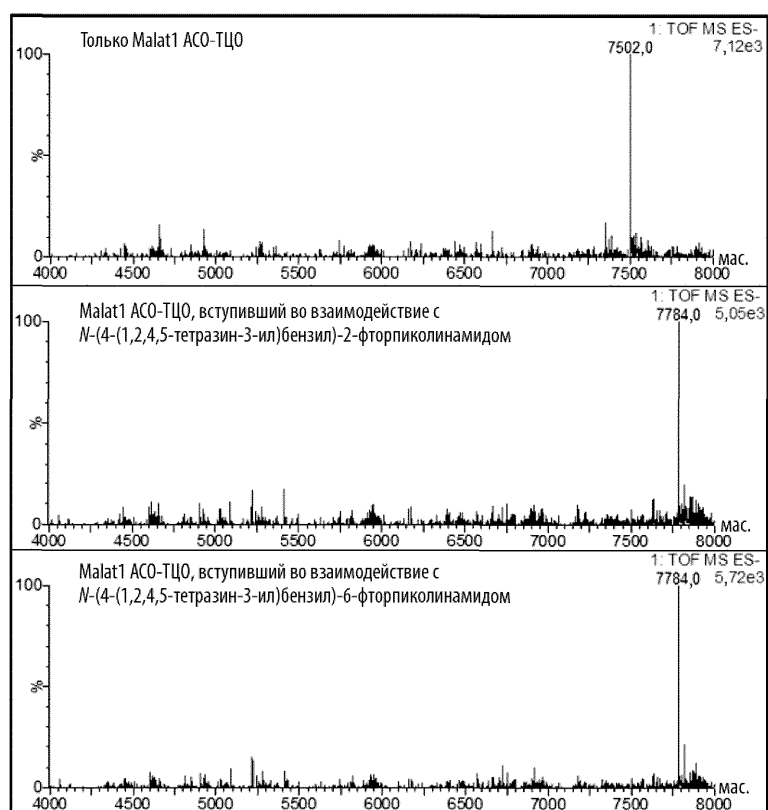 Только Malat1 АСО-ТЦО
1: TOF MS ES-
7502,0 7,12e3
100
%
0
4000 4500 5000 5500 6000 6500 7000 7500 8000 мас.
Malat1 АСО-ТЦО, вступивший во взаимодействие с
N-(4-(1,2,4,5-тетразин-3-ил)бензил)-2-фторпиколинамидом
1: TOF MS ES-
7784,0 5,05e3
100
%
0
4000 4500 5000 5500 6000 6500 7000 7500 8000 мас.
Malat1 АСО-ТЦО, вступивший во взаимодействие с
N-(4-(1,2,4,5-тетразин-3-ил)бензил)-6-фторпиколинамидом
1: TOF MS ES-
7784,0 5,72e3
100
%
0
4000 4500 5000 5500 6000 6500 7000 7500 8000 мас.